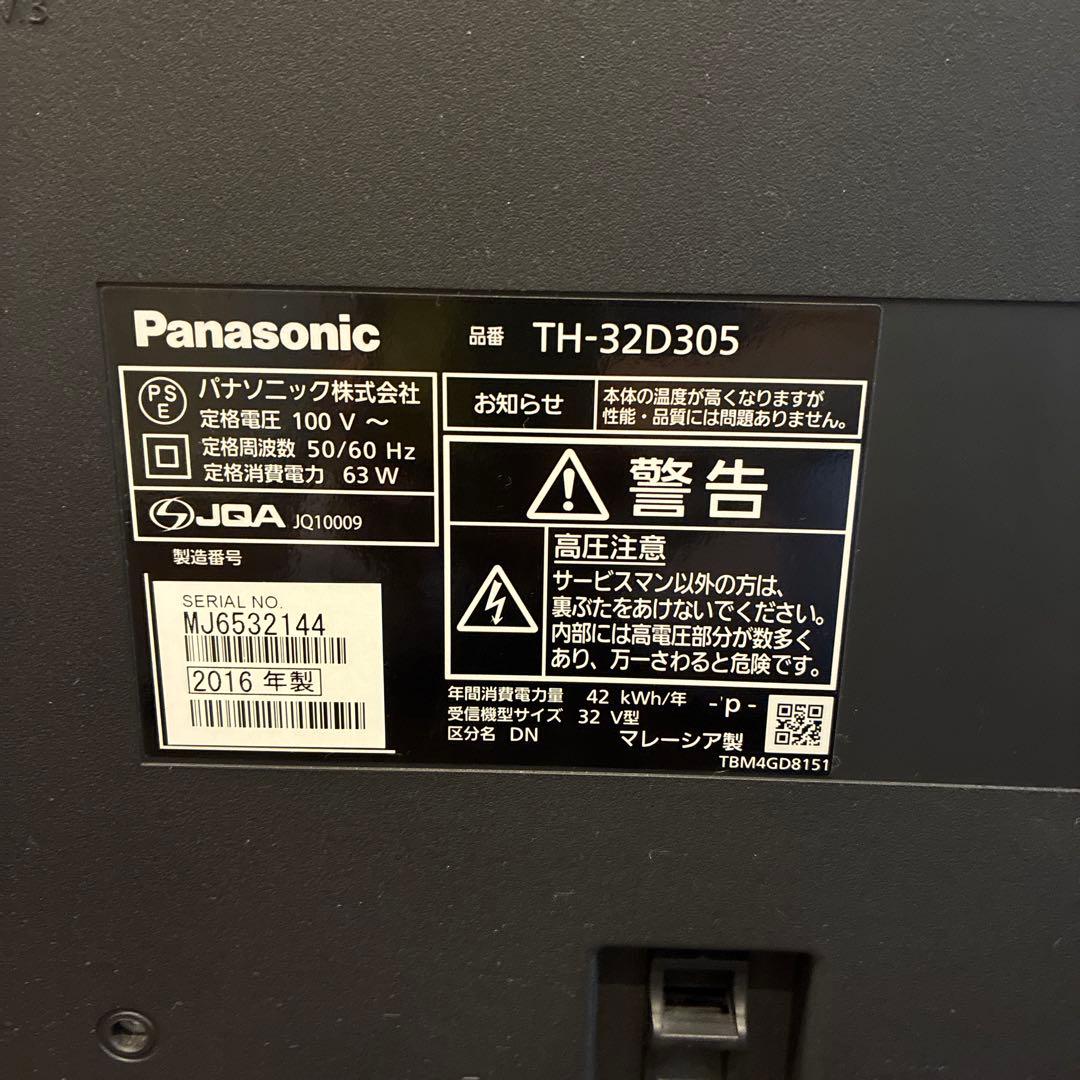 Panasonic 品番 TH-32D305
PS
E
パナソニック株式会社
定格電圧 100 V ～
定格周波数 50/60 Hz
定格消費電力 63 W
JQA JQ10009
製造番号
SERIAL NO.
MJ6532144
2016 年製
お知らせ
本体の温度が高くなりますが
性能・品質には問題ありません。
警告
高圧注意
サービスマン以外の方は、
裏ぶたをあけないでください。
内部には高電圧部分が数多く
あり、万一さわると危険です。
年間消費電力量 42 kWh/年 -'p-
受信機型サイズ 32 V型
区分名 DN マレーシア製
TBM4GD8151